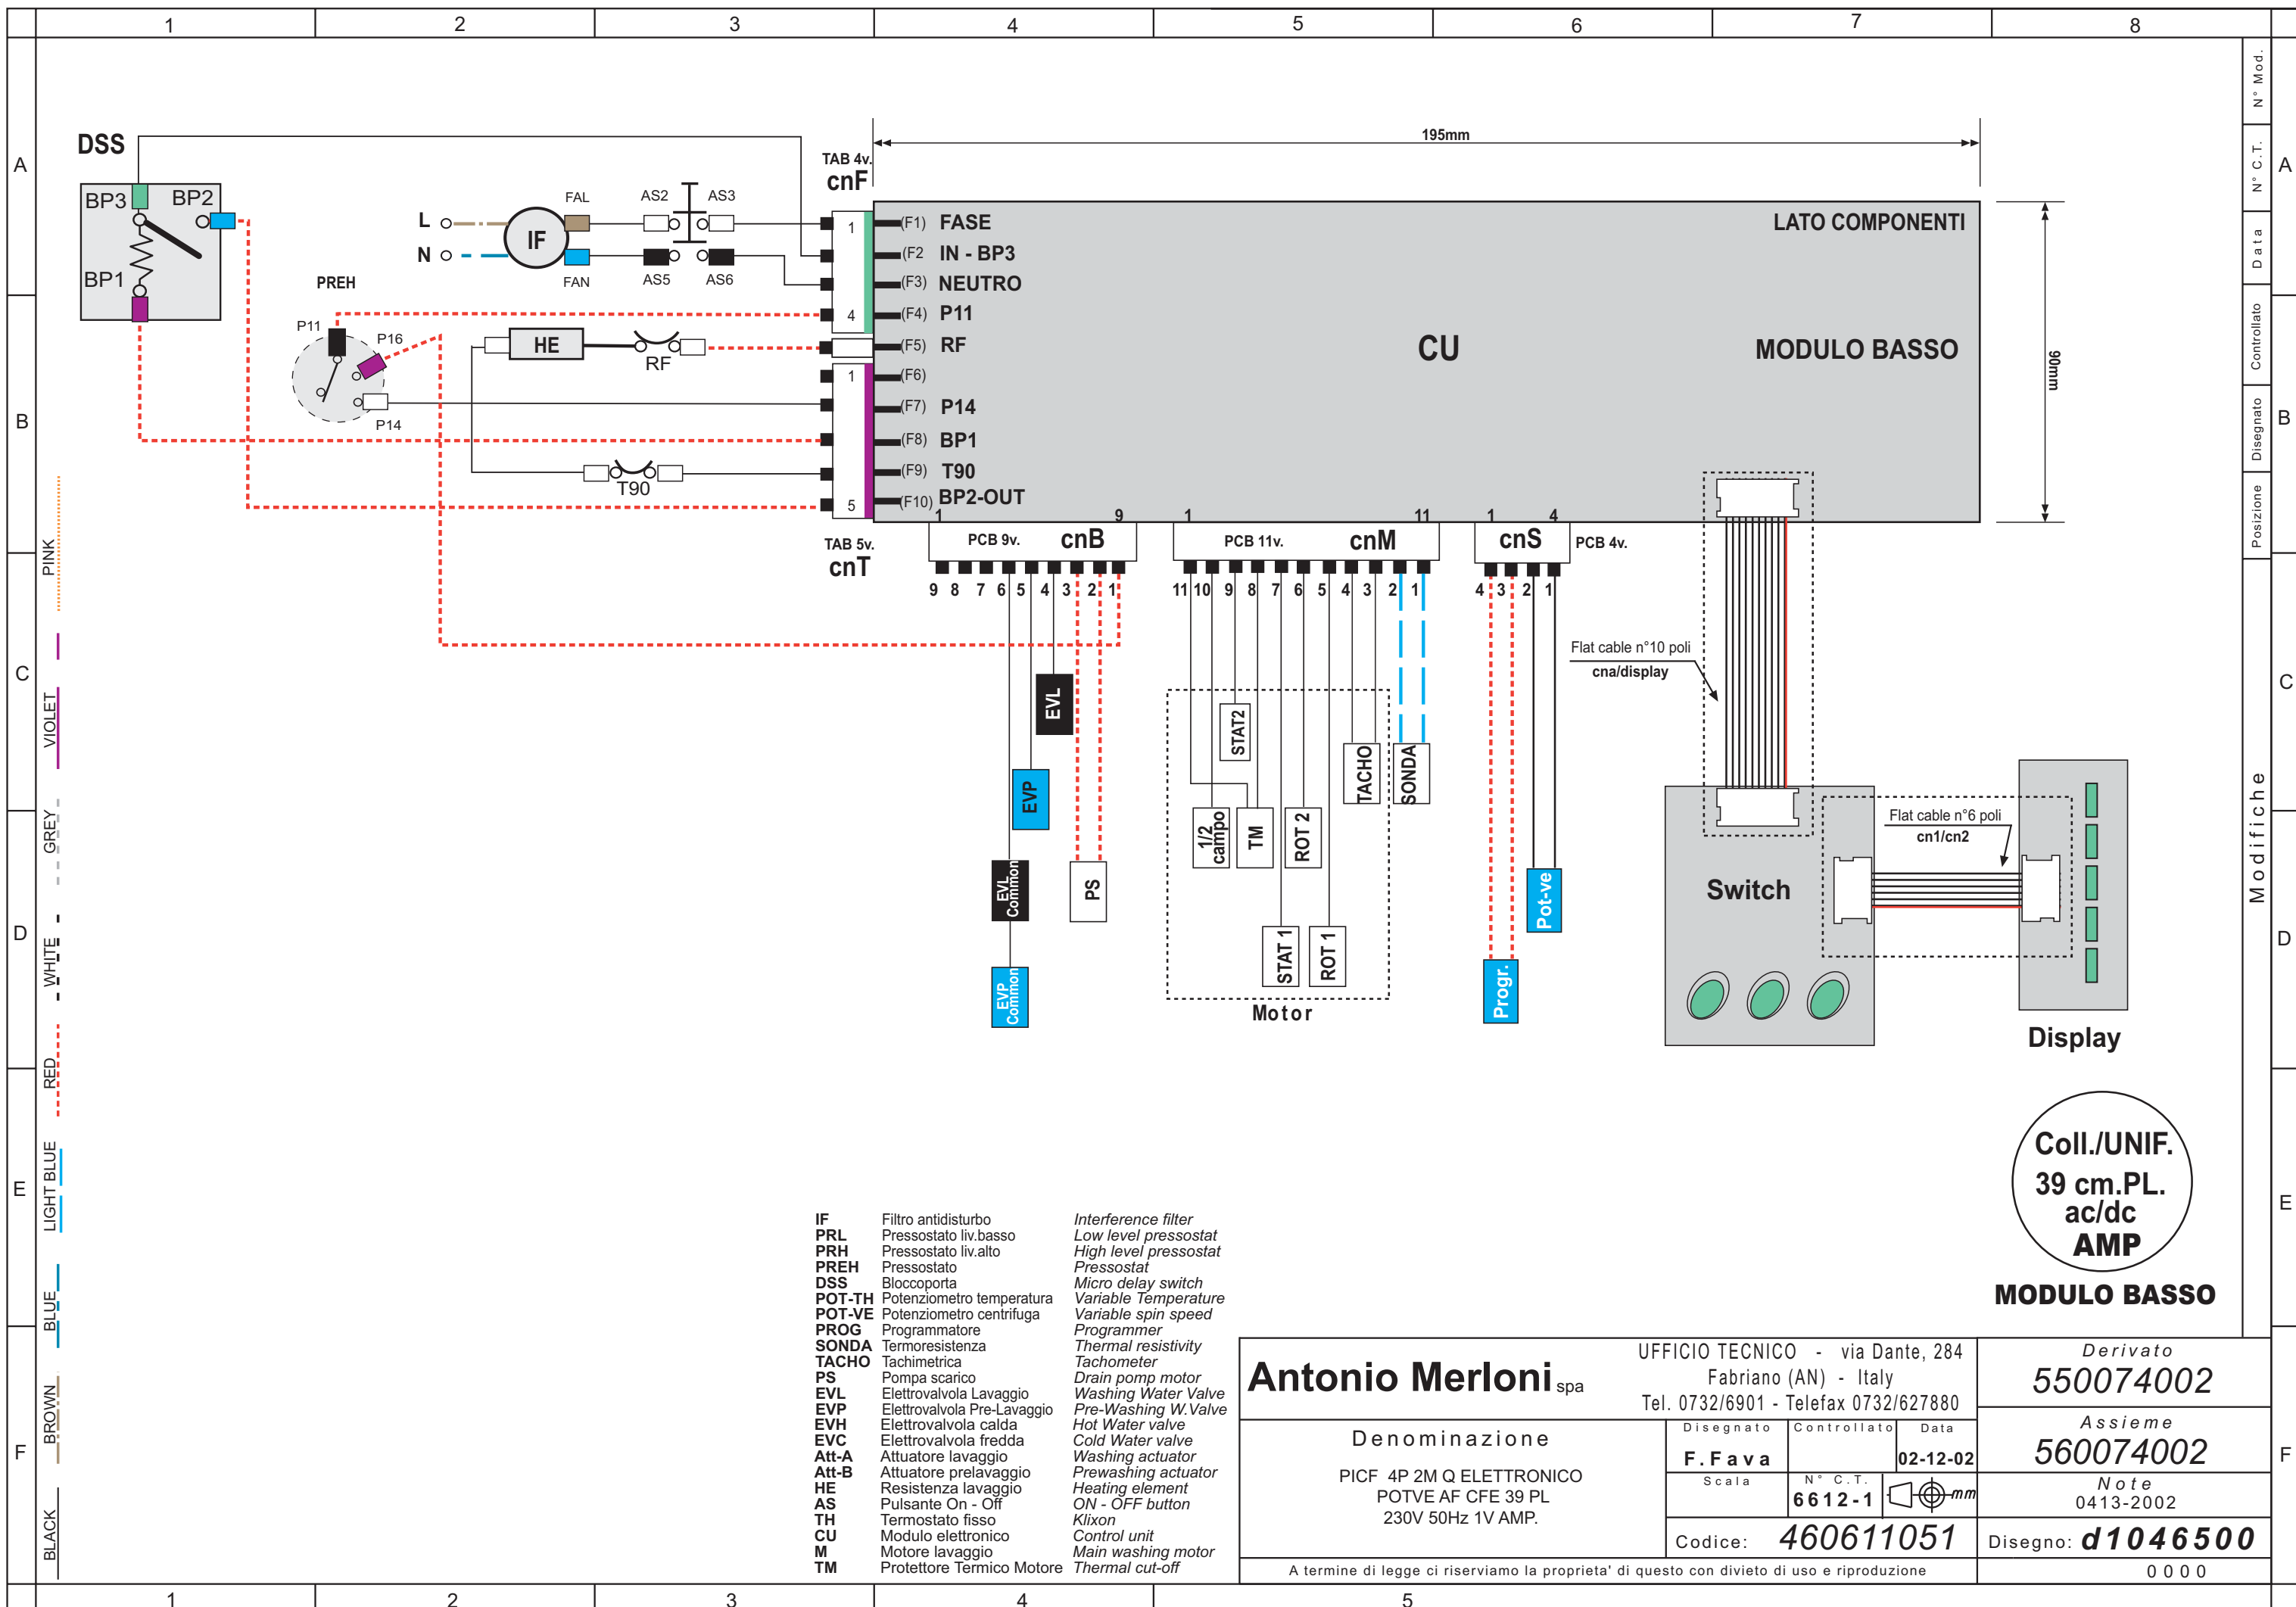 1 2 3 4 5 6 7 8
A
B
C
D
E
F
DSS
BP3 BP2
BP1
PREH
P11
P16
P14
L
N
IF
FAL
FAN
AS2 AS3
AS5 AS6
HE
RF
T90
TAB 4v.
cnF
1
4
1
5
TAB 5v.
cnT
195mm
90mm
(F1) FASE
(F2 IN - BP3
(F3) NEUTRO
(F4) P11
(F5) RF
(F6)
(F7) P14
(F8) BP1
(F9) T90
(F10) BP2-OUT
LATO COMPONENTI
CU
MODULO BASSO
1 9
PCB 9v. cnB
9 8 7 6 5 4 3 2 1
1 11
PCB 11v. cnM
11 10 9 8 7 6 5 4 3 2 1
1 4
cnS PCB 4v.
4 3 2 1
EVL
EVP
EVL Common
EVP Common
PS
STAT2
TACHO
SONDA
1/2 campo
TM
ROT 2
STAT 1
ROT 1
Motor
Pot-ve
Progr.
Flat cable n°10 poli
cna/display
Flat cable n°6 poli
cn1/cn2
Switch
Display
Coll./UNIF.
39 cm.PL.
ac/dc
AMP
MODULO BASSO
N° Mod.
N° C.T.
Data
Controllato
Disegnato
Posizione
Modifiche
A
B
C
D
E
F
PINK
VIOLET
GREY
WHITE
RED
LIGHT BLUE
BLUE
BROWN
BLACK
IF Filtro antidisturbo Interference filter
PRL Pressostato liv.basso Low level pressostat
PRH Pressostato liv.alto High level pressostat
PREH Pressostato Pressostat
DSS Bloccoporta Micro delay switch
POT-TH Potenziometro temperatura Variable Temperature
POT-VE Potenziometro centrifuga Variable spin speed
PROG Programmatore Programmer
SONDA Termoresistenza Thermal resistivity
TACHO Tachimetrica Tachometer
PS Pompa scarico Drain pomp motor
EVL Elettrovalvola Lavaggio Washing Water Valve
EVP Elettrovalvola Pre-Lavaggio Pre-Washing W.Valve
EVH Elettrovalvola calda Hot Water valve
EVC Elettrovalvola fredda Cold Water valve
Att-A Attuatore lavaggio Washing actuator
Att-B Attuatore prelavaggio Prewashing actuator
HE Resistenza lavaggio Heating element
AS Pulsante On - Off ON - OFF button
TH Termostato fisso Klixon
CU Modulo elettronico Control unit
M Motore lavaggio Main washing motor
TM Protettore Termico Motore Thermal cut-off
Antonio Merloni spa
UFFICIO TECNICO - via Dante, 284
Fabriano (AN) - Italy
Tel. 0732/6901 - Telefax 0732/627880
Derivato
550074002
Denominazione
PICF 4P 2M Q ELETTRONICO
POTVE AF CFE 39 PL
230V 50Hz 1V AMP.
Disegnato Controllato Data
F.Fava 02-12-02
Assieme
560074002
Scala N° C.T.
6612-1 mm
Note
0413-2002
Codice: 460611051
Disegno: d1046500
A termine di legge ci riserviamo la proprieta' di questo con divieto di uso e riproduzione
0000
1 2 3 4 5